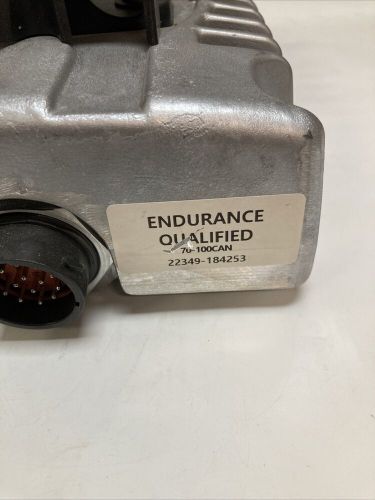 ENDURANCE
QUALIFIED
70-100CAN
22349-184253